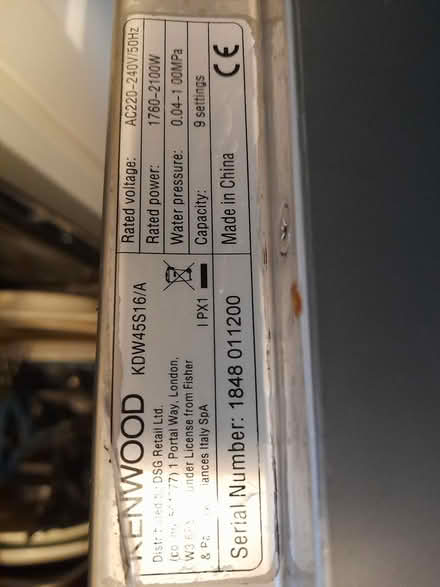 KENWOOD
KDW45S16/A
Distributed DSG Retail Ltd.
1 Portal Way, London,
under License from Fisher
& Italy SpA
IPX1
Serial Number: 1848 011200
Rated voltage: AC220-240V/50Hz
Rated power: 1760-2100W
Water pressure: 0.04-1.00MPa
Capacity: 9 settings
Made in China
CE